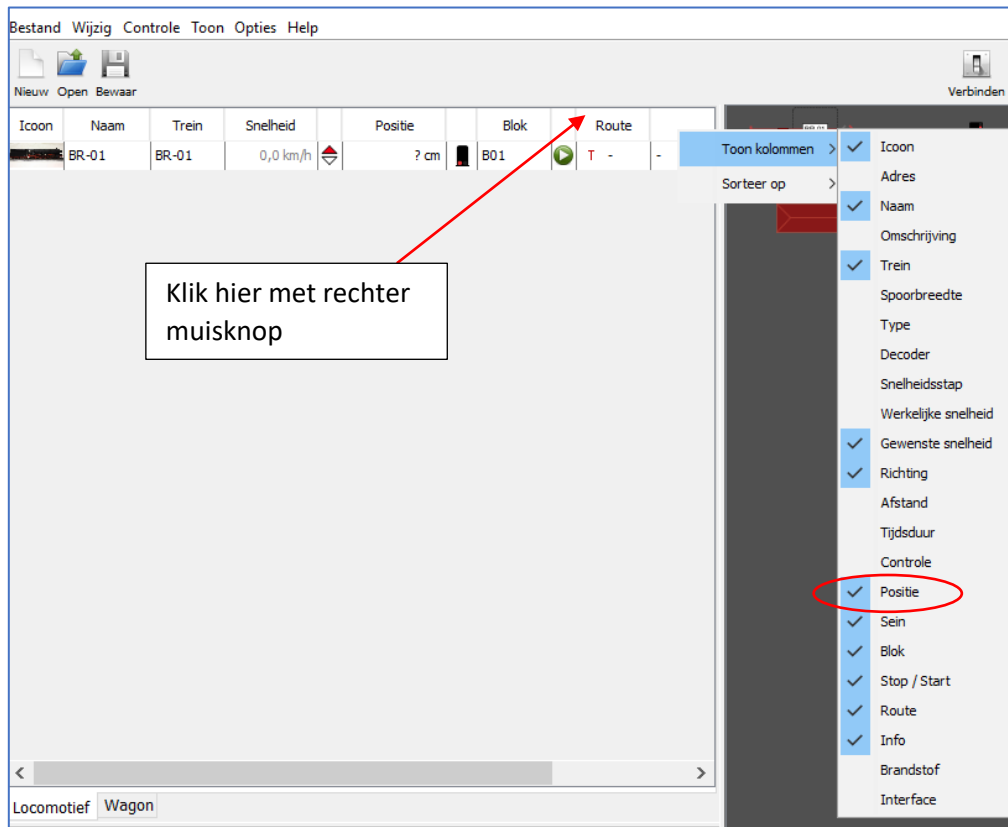 Bestand Wijzig Controle Toon Opties Help
Nieuw Open Bewaar
Verbinden
Icoon Naam Trein Snelheid Positie Blok Route
BR-01 BR-01 0,0 km/h ? cm B01 T - -
Klik hier met rechter
muisknop
Toon kolommen
Sorteer op
Icoon
Adres
Naam
Omschrijving
Trein
Spoorbreedte
Type
Decoder
Snelheidsstap
Werkelijke snelheid
Gewenste snelheid
Richting
Afstand
Tijdsduur
Controle
Positie
Sein
Blok
Stop / Start
Route
Info
Brandstof
Interface
Locomotief Wagon